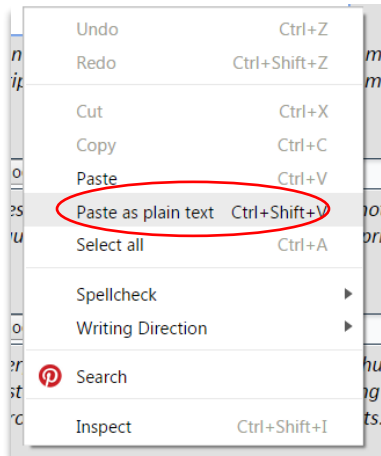 Undo Ctrl+Z
Redo Ctrl+Shift+Z
Cut Ctrl+X
Copy Ctrl+C
Paste Ctrl+V
Paste as plain text Ctrl+Shift+V
Select all Ctrl+A
Spellcheck
Writing Direction
Search
Inspect Ctrl+Shift+I